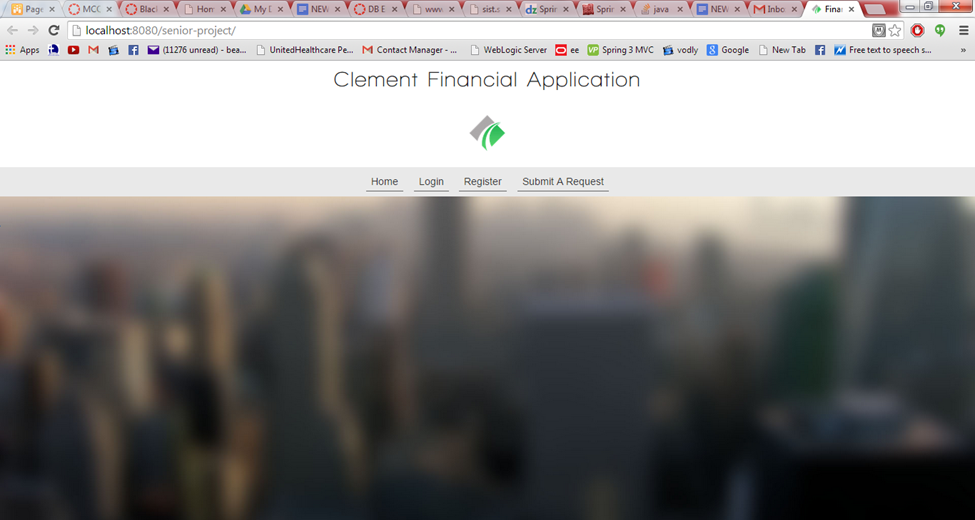 Page MCC Blac Hom My D NEW DB E www. sist.s Sprin Sprin java NEW Inbo Finan
localhost:8080/senior-project/
Apps (11276 unread) - bea... UnitedHealthcare Pe... Contact Manager - ... WebLogic Server ee Spring 3 MVC vodly Google New Tab Free text to speech s... »
Clement Financial Application
Home Login Register Submit A Request